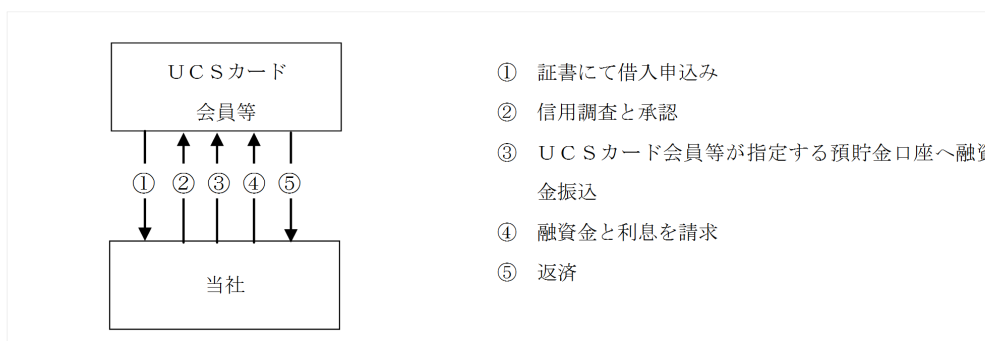 ＵＣＳカード
会員等
① ② ③ ④ ⑤
当社
① 証書にて借入申込み
② 信用調査と承認
③ ＵＣＳカード会員等が指定する預貯金口座へ融資
金振込
④ 融資金と利息を請求
⑤ 返済